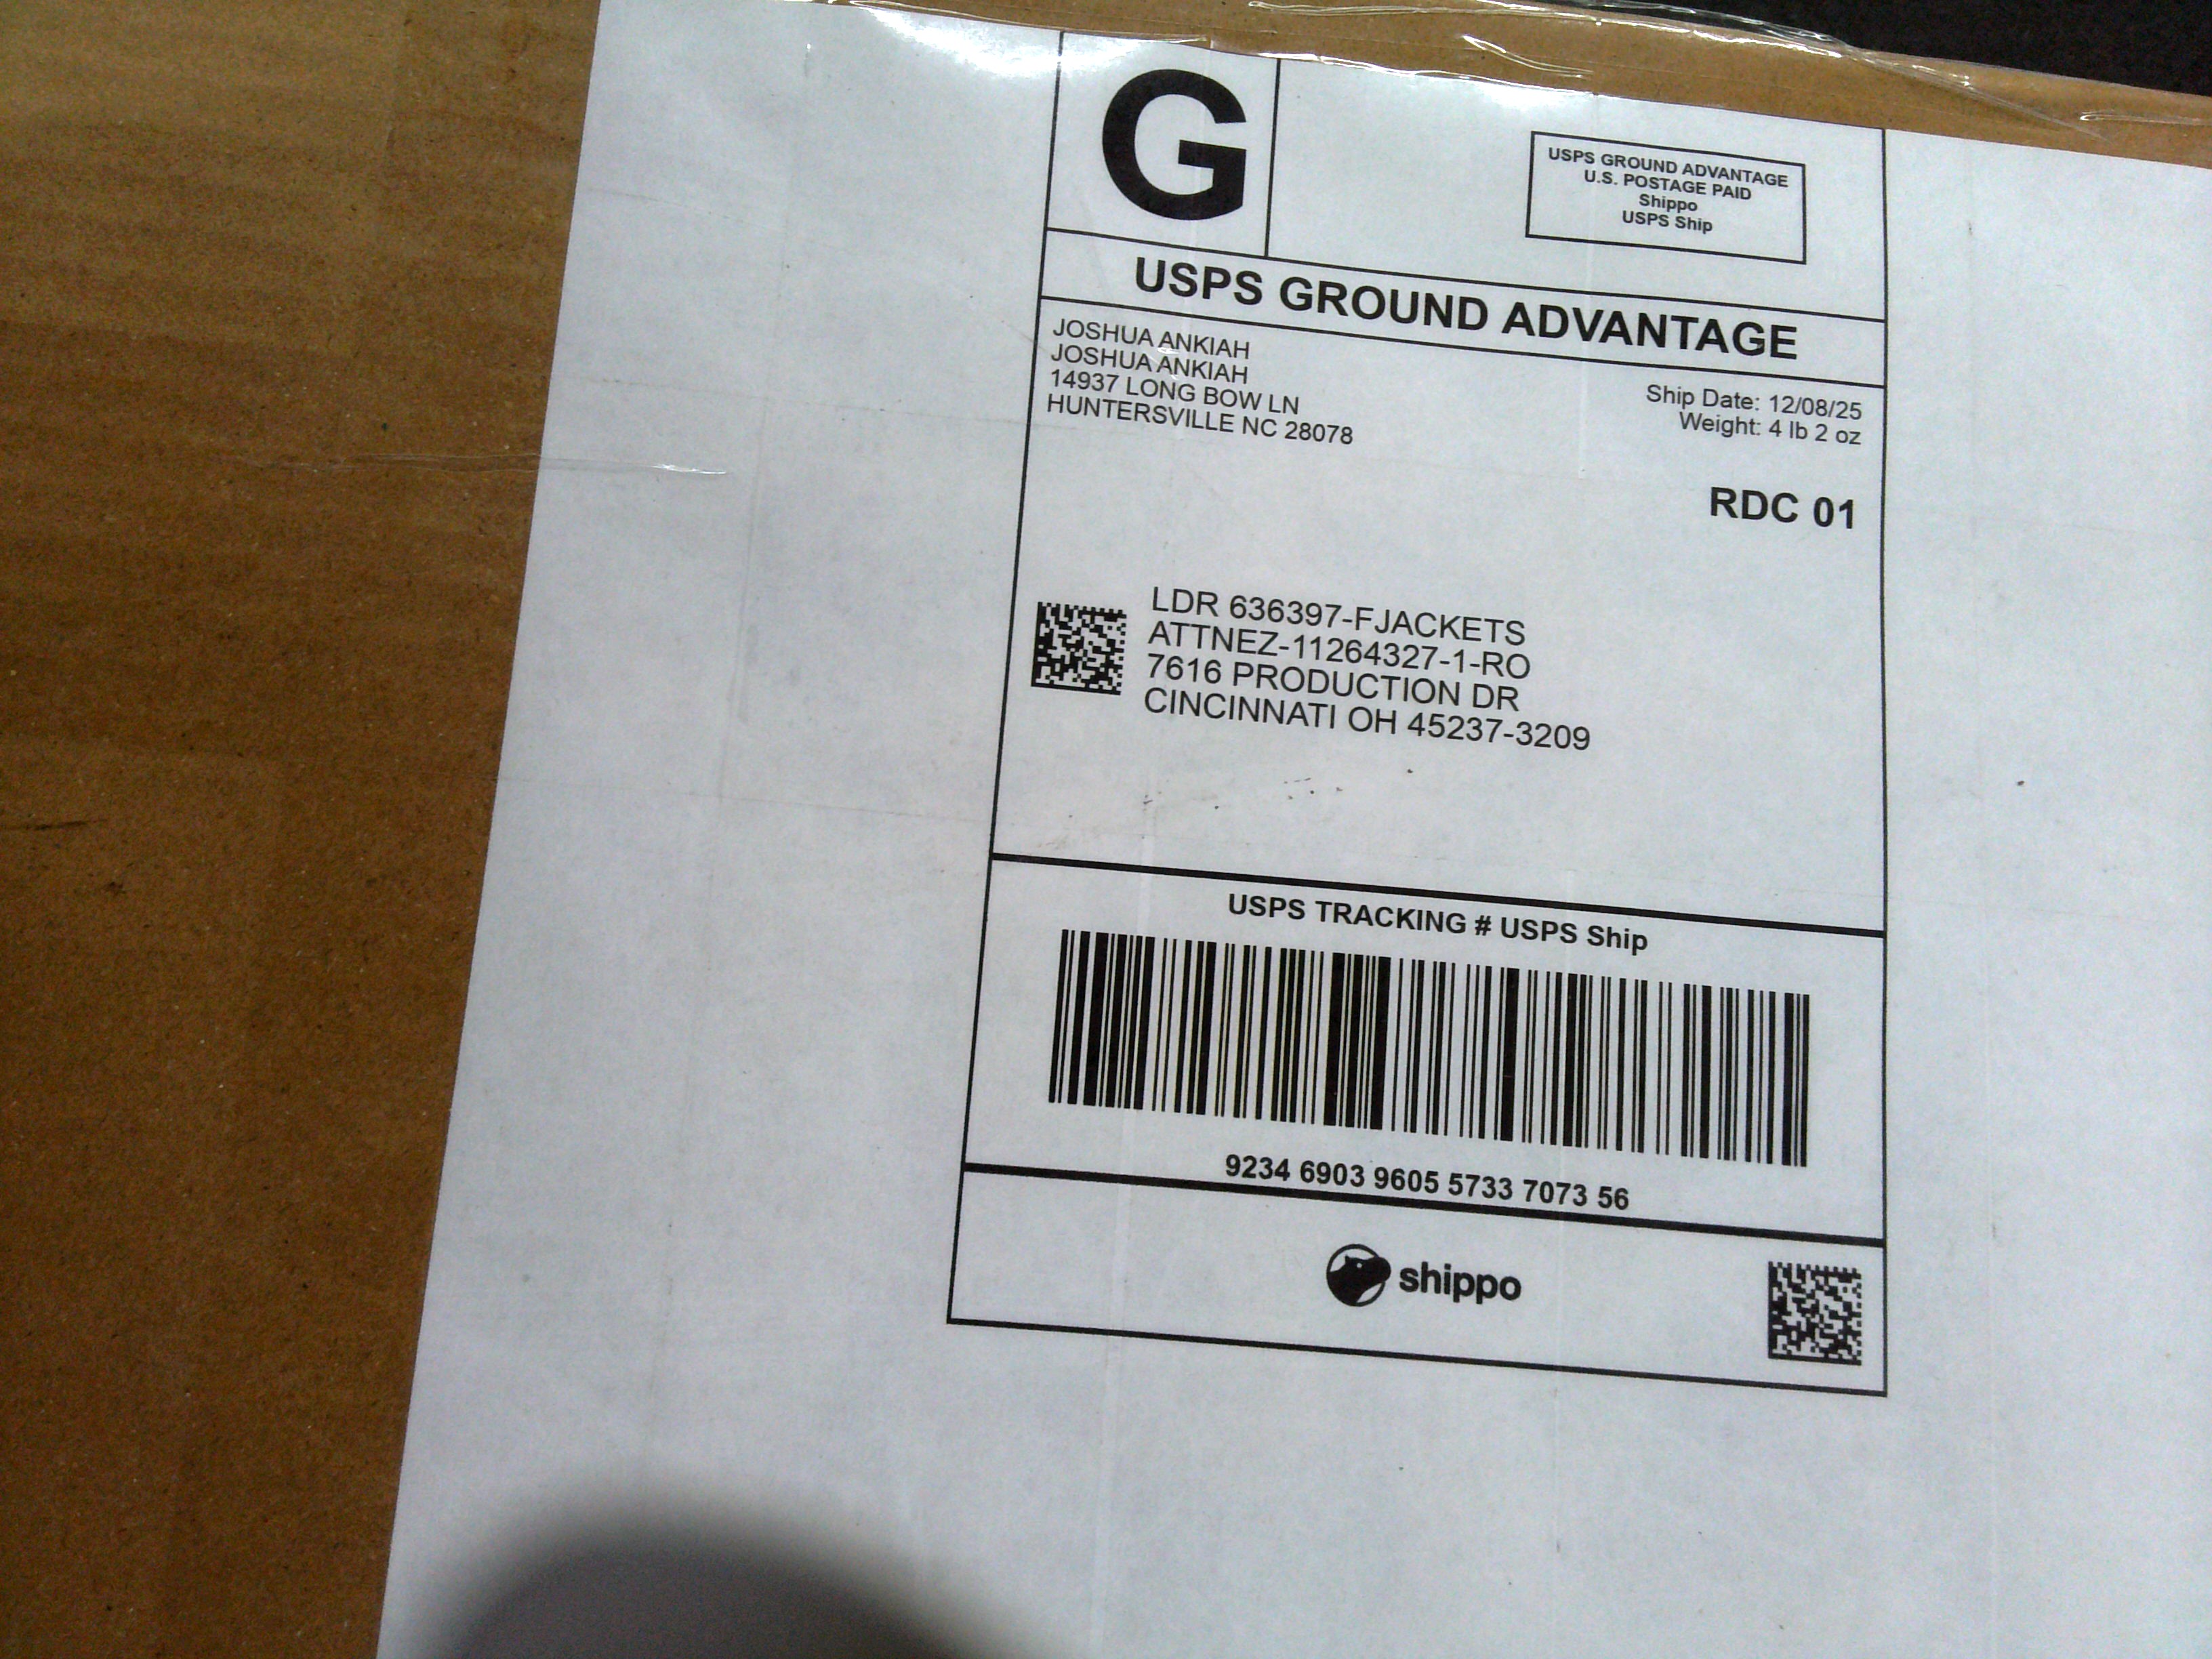 G
USPS GROUND ADVANTAGE
U.S. POSTAGE PAID
Shippo
USPS Ship
USPS GROUND ADVANTAGE
JOSHUA ANKIAH
JOSHUA ANKIAH
14937 LONG BOW LN
HUNTERSVILLE NC 28078
Ship Date: 12/08/25
Weight: 4 lb 2 oz
RDC 01
LDR 636397-FJACKETS
ATTNEZ-11264327-1-RO
7616 PRODUCTION DR
CINCINNATI OH 45237-3209
USPS TRACKING # USPS Ship
9234 6903 9605 5733 7073 56
shippo